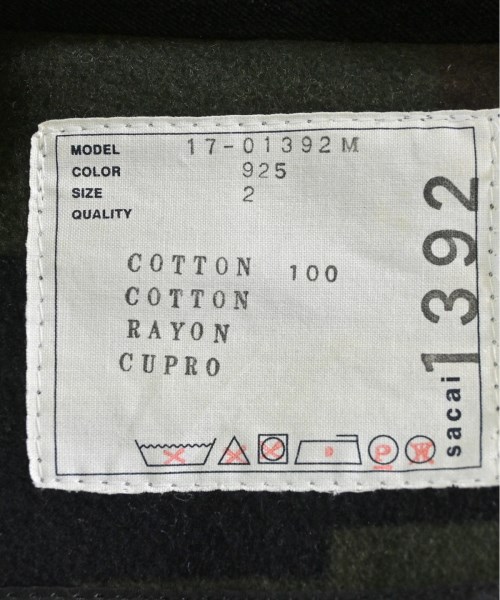 MODEL 17-01392M
COLOR 925
SIZE 2
QUALITY
COTTON 100
COTTON
RAYON
CUPRO
P W
sacai 1392